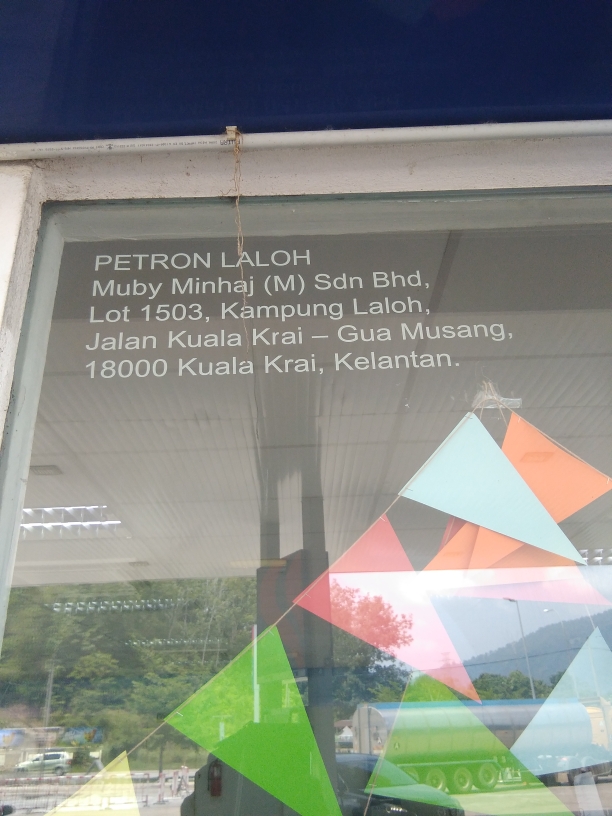 PETRON LALOH
Muby Minhaj (M) Sdn Bhd,
Lot 1503, Kampung Laloh,
Jalan Kuala Krai – Gua Musang,
18000 Kuala Krai, Kelantan.